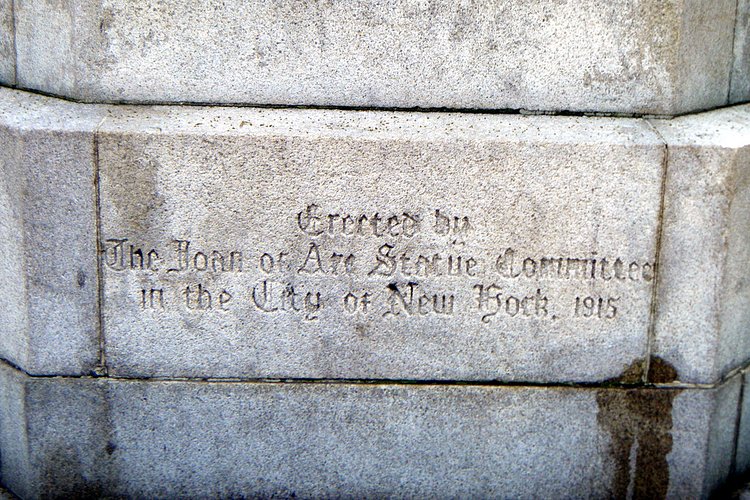 Erected by
The Joan of Arc Statue Committee
in the City of New York, 1915